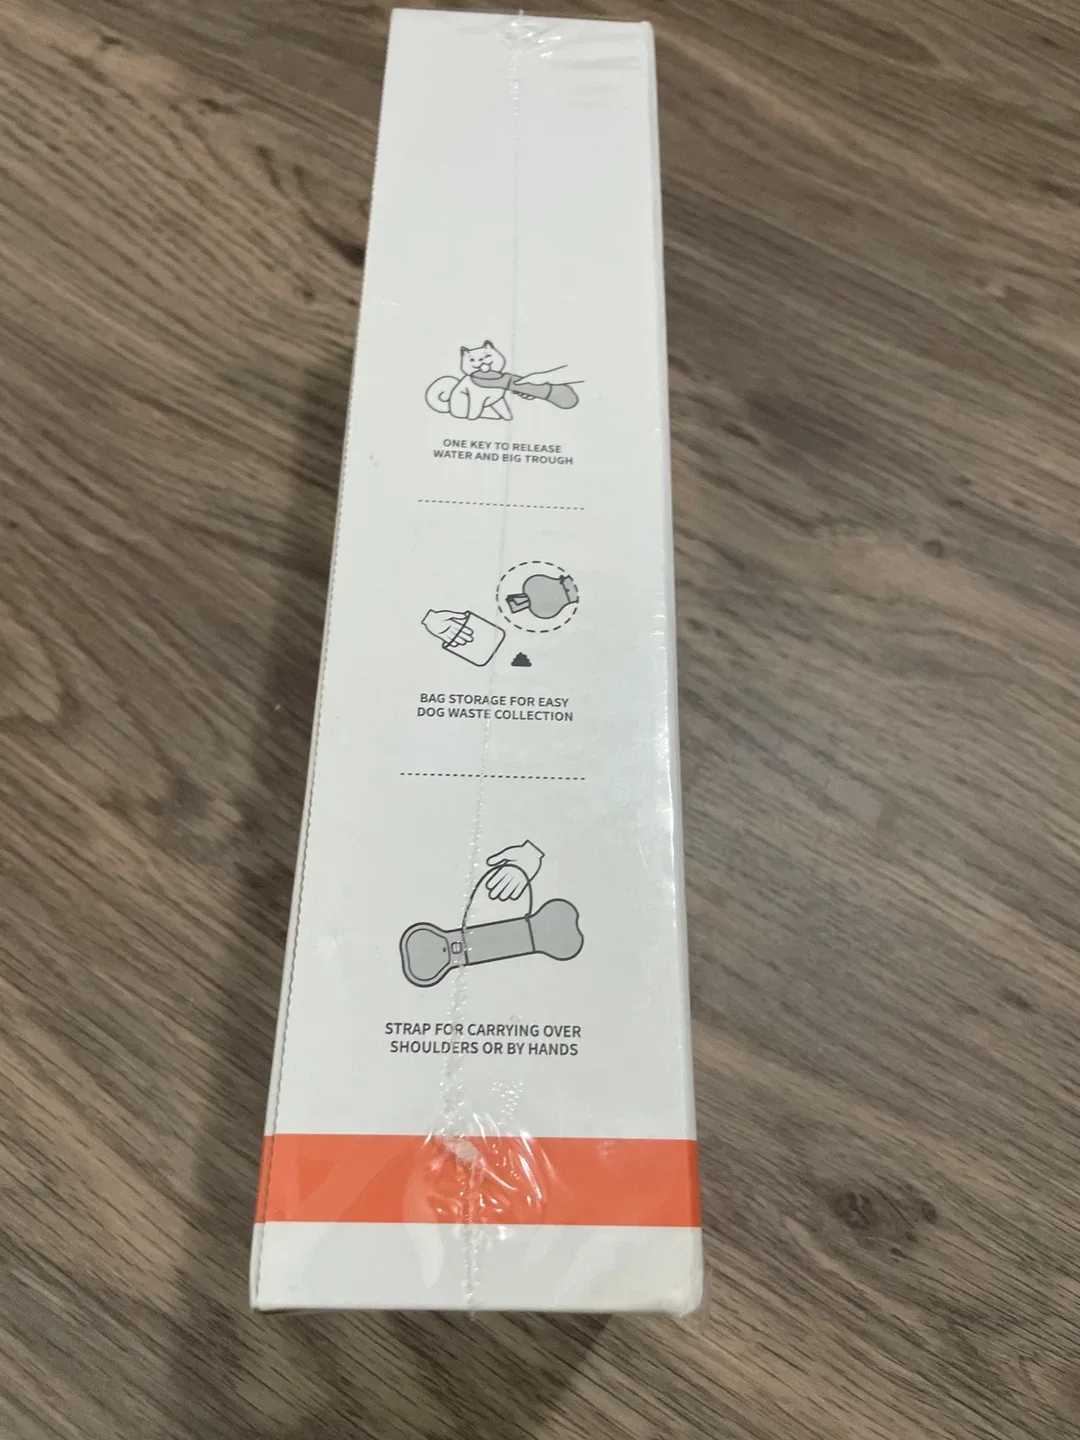 ONE KEY TO RELEASE
WATER AND BIG TROUGH
BAG STORAGE FOR EASY
DOG WASTE COLLECTION
STRAP FOR CARRYING OVER
SHOULDERS OR BY HANDS